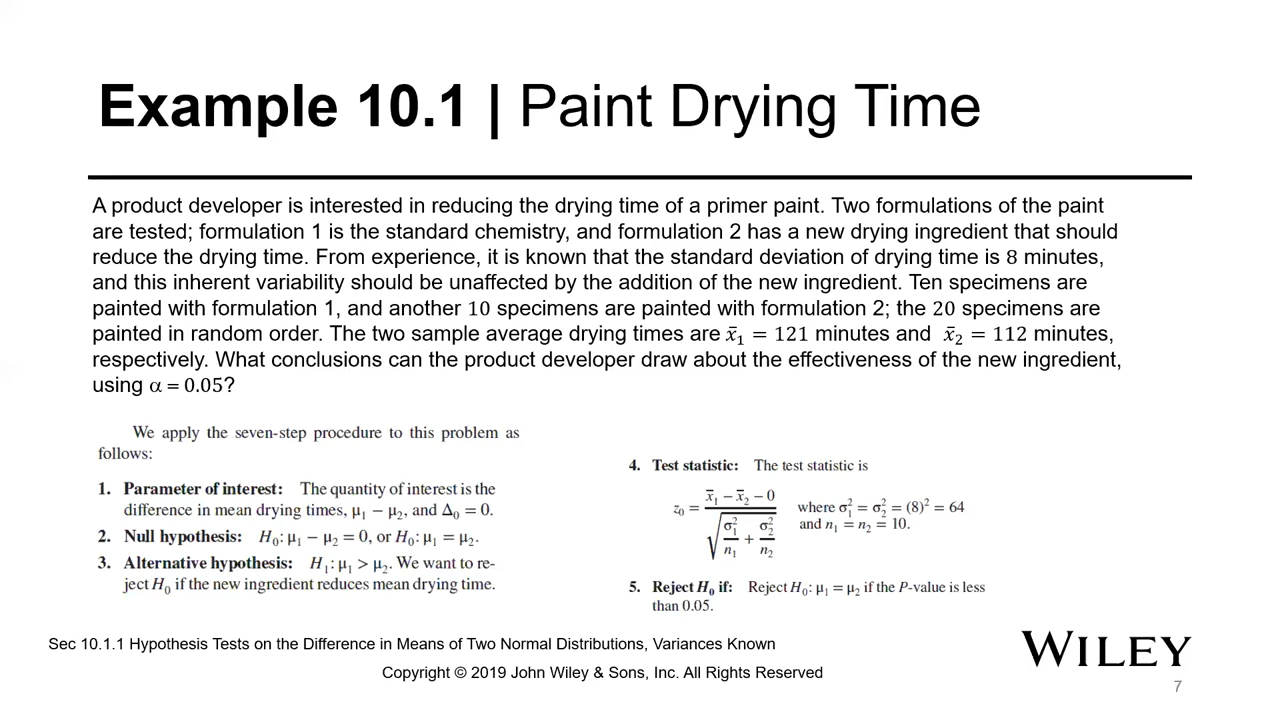 Example 10.1 | Paint Drying Time
A product developer is interested in reducing the drying time of a primer paint. Two formulations of the paint
are tested; formulation 1 is the standard chemistry, and formulation 2 has a new drying ingredient that should
reduce the drying time. From experience, it is known that the standard deviation of drying time is 8 minutes,
and this inherent variability should be unaffected by the addition of the new ingredient. Ten specimens are
painted with formulation 1, and another 10 specimens are painted with formulation 2; the 20 specimens are
painted in random order. The two sample average drying times are x̄₁ = 121 minutes and x̄₂ = 112 minutes,
respectively. What conclusions can the product developer draw about the effectiveness of the new ingredient,
using α = 0.05?
We apply the seven-step procedure to this problem as
follows:
1. Parameter of interest: The quantity of interest is the
difference in mean drying times, μ₁ − μ₂, and Δ₀ = 0.
2. Null hypothesis: H₀: μ₁ − μ₂ = 0, or H₀: μ₁ = μ₂.
3. Alternative hypothesis: H₁: μ₁ > μ₂. We want to re-
ject H₀ if the new ingredient reduces mean drying time.
4. Test statistic: The test statistic is
z₀ = (x̄₁ − x̄₂ − 0) / √(σ₁²/n₁ + σ₂²/n₂) where σ₁² = σ₂² = (8)² = 64
and n₁ = n₂ = 10.
5. Reject H₀ if: Reject H₀: μ₁ = μ₂ if the P-value is less
than 0.05.
Sec 10.1.1 Hypothesis Tests on the Difference in Means of Two Normal Distributions, Variances Known
Copyright © 2019 John Wiley & Sons, Inc. All Rights Reserved
WILEY
7